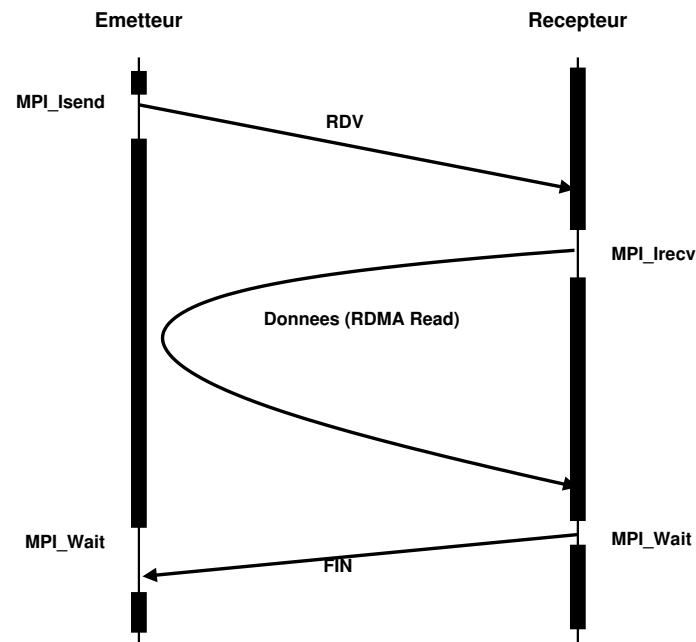 Emetteur
Recepteur
MPI_Isend
RDV
MPI_Irecv
Donnees (RDMA Read)
MPI_Wait
MPI_Wait
FIN